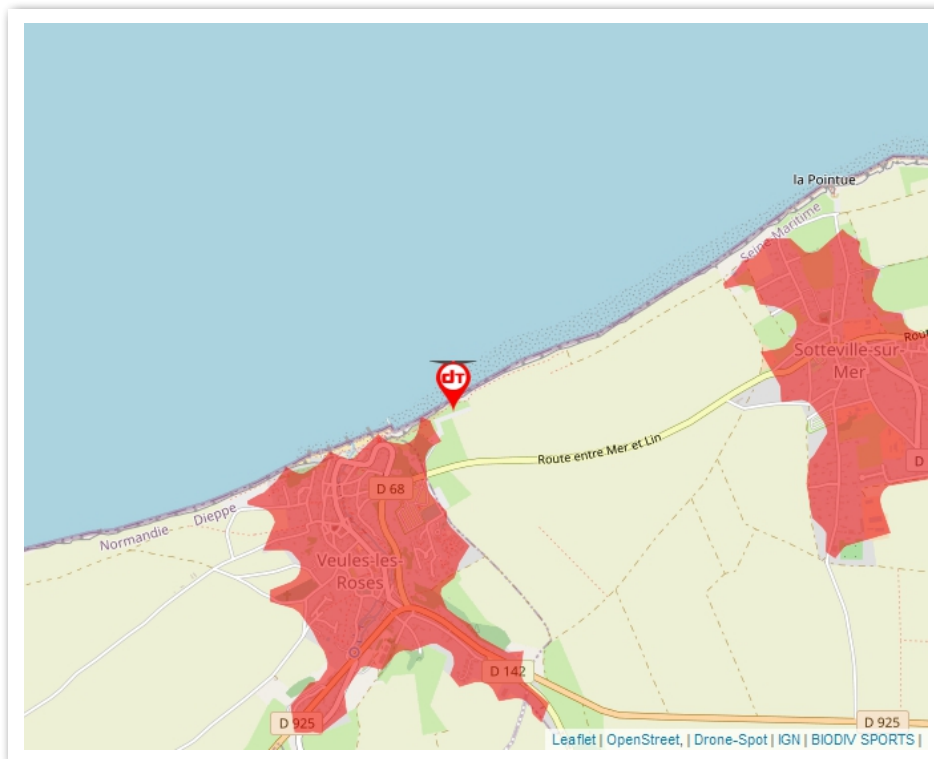 la Pointue
Seine-Maritime
dT
Route
Sotteville-sur-
Mer
Route entre Mer et Lin
D
D 68
Normandie
Dieppe
Veules-les-
Roses
D 142
D 925
D 925
Leaflet | OpenStreet, | Drone-Spot | IGN | BIODIV SPORTS |